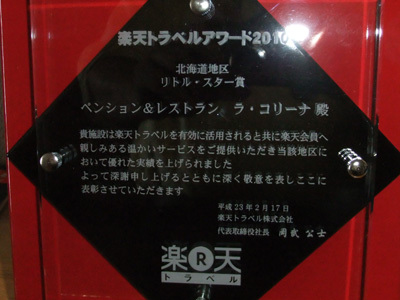 楽天トラベルアワード2010
北海道地区
リトル・スター賞
ペンション&レストラン ラ・コリーナ 殿
貴施設は楽天トラベルを有効に活用されると共に楽天会員へ
親しみある温かいサービスをご提供いただき当該地区に
おいて優れた実績を上げられました
よって深謝申し上げるとともに深く敬意を表しここに
表彰させていただきます
平成23年2月17日
楽天トラベル株式会社
代表取締役社長 岡武公士
楽R天
トラベル